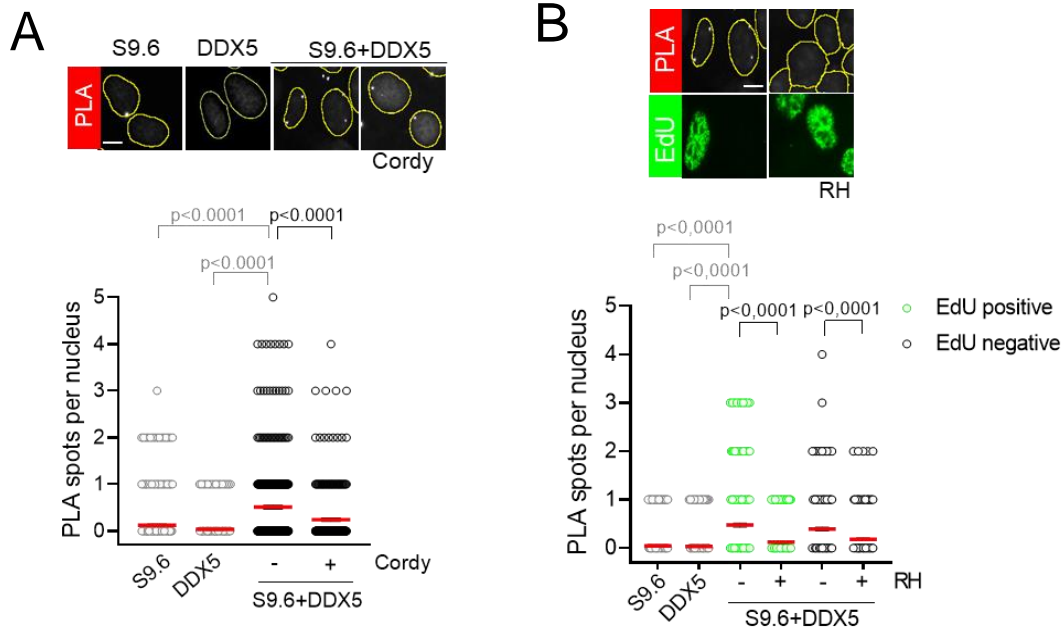 A
S9.6 DDX5 S9.6+DDX5
PLA
Cordy
p<0.0001 p<0.0001
p<0.0001
PLA spots per nucleus
5
4
3
2
1
0
S9.6 DDX5 - + Cordy
S9.6+DDX5
B
PLA
EdU
RH
p<0,0001
p<0,0001
p<0,0001 p<0,0001
EdU positive
EdU negative
PLA spots per nucleus
5
4
3
2
1
0
S9.6 DDX5 - + - + RH
S9.6+DDX5